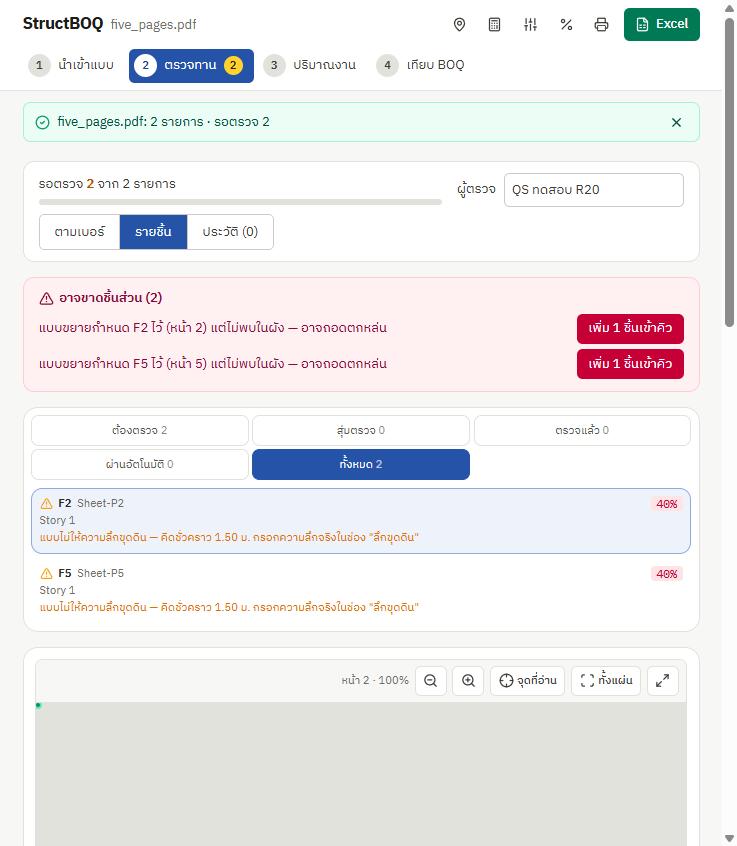 StructBOQ five_pages.pdf
Excel
1 นำเข้าแบบ 2 ตรวจทาน 2 3 ปริมาณงาน 4 เทียบ BOQ
five_pages.pdf: 2 รายการ · รอตรวจ 2
รอตรวจ 2 จาก 2 รายการ
ผู้ตรวจ QS ทดสอบ R20
ตามเบอร์ รายชิ้น ประวัติ (0)
อาจขาดชิ้นส่วน (2)
แบบขยายกำหนด F2 ไว้ (หน้า 2) แต่ไม่พบในผัง — อาจถอดตกหล่น เพิ่ม 1 ชิ้นเข้าคิว
แบบขยายกำหนด F5 ไว้ (หน้า 5) แต่ไม่พบในผัง — อาจถอดตกหล่น เพิ่ม 1 ชิ้นเข้าคิว
ต้องตรวจ 2 สุ่มตรวจ 0 ตรวจแล้ว 0
ผ่านอัตโนมัติ 0 ทั้งหมด 2
F2 Sheet-P2 40%
Story 1
แบบไม่ให้ความลึกขุดดิน — คิดชั่วคราว 1.50 ม. กรอกความลึกจริงในช่อง "ลึกขุดดิน"
F5 Sheet-P5 40%
Story 1
แบบไม่ให้ความลึกขุดดิน — คิดชั่วคราว 1.50 ม. กรอกความลึกจริงในช่อง "ลึกขุดดิน"
หน้า 2 · 100% จุดที่อ่าน ทั้งแผ่น